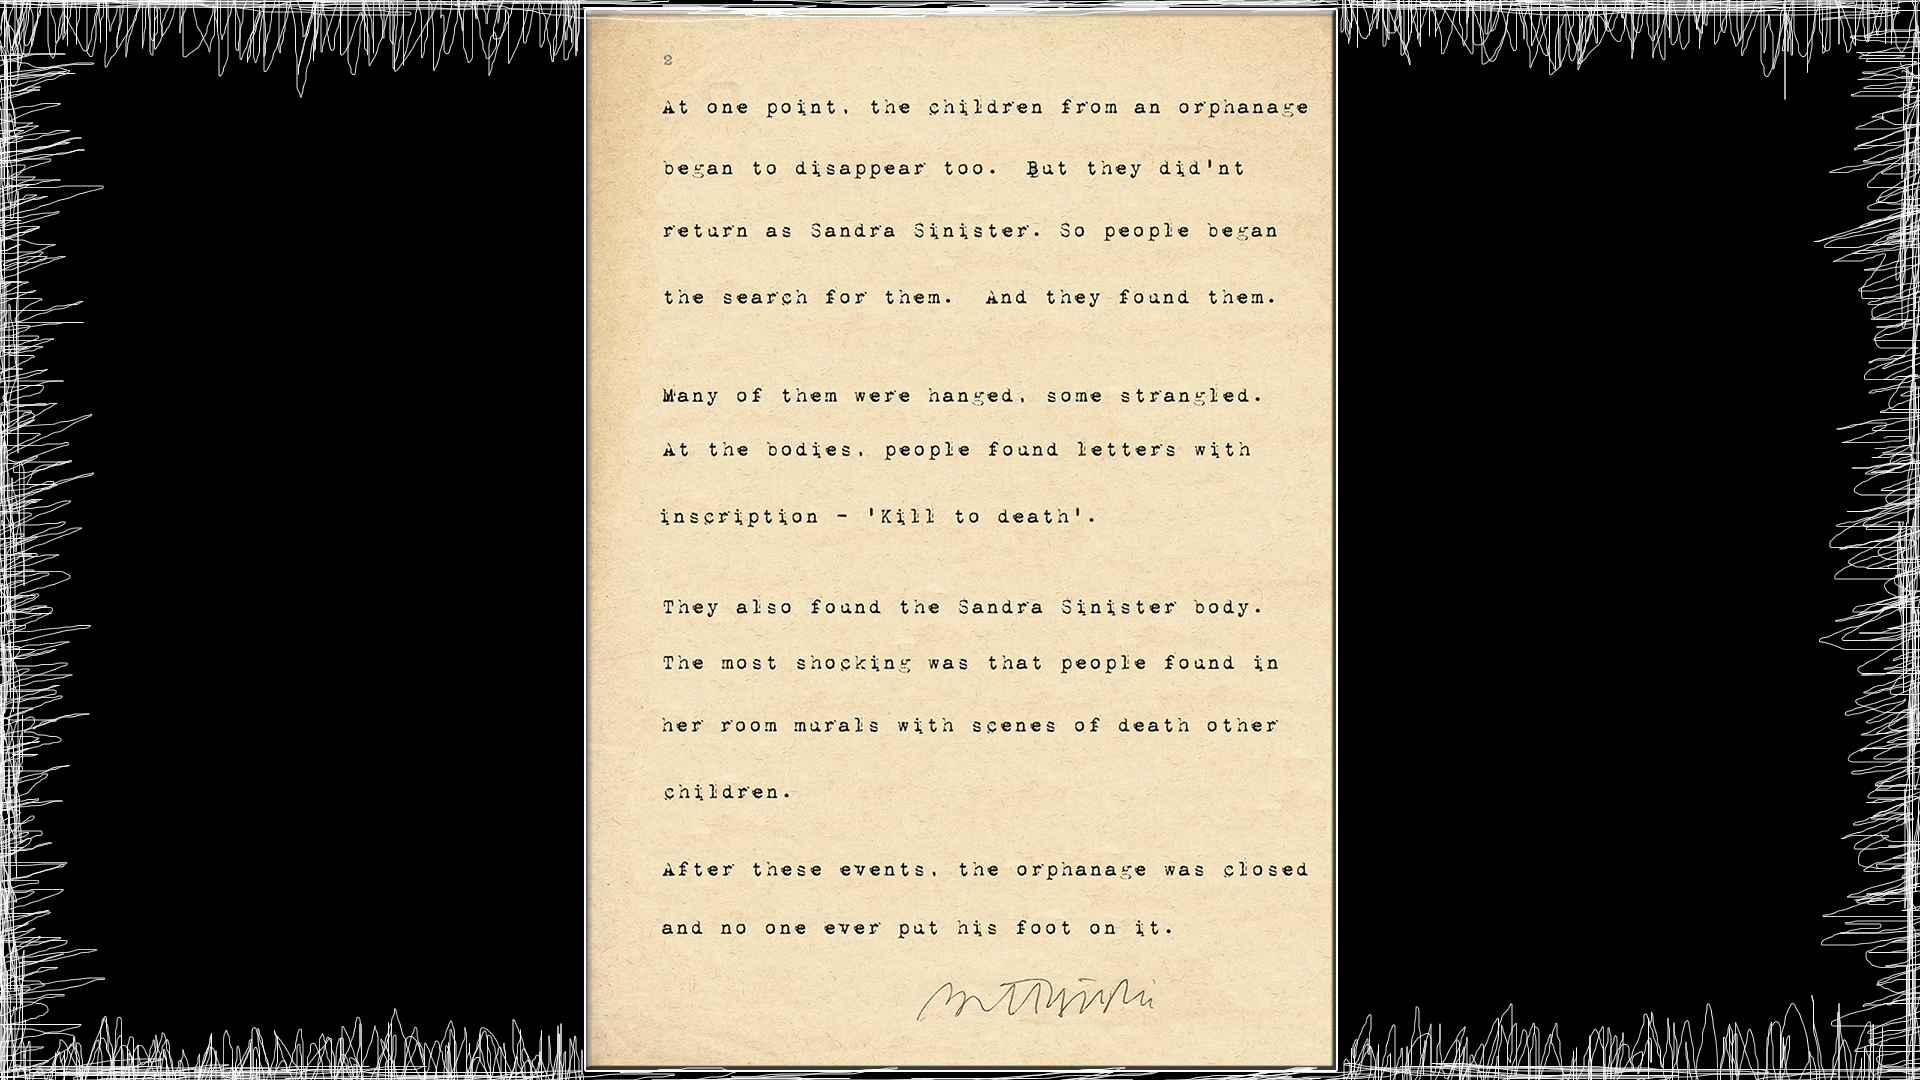 2
At one point, the children from an orphanage
began to disappear too. But they did'nt
return as Sandra Sinister. So people began
the search for them. And they found them.
Many of them were hanged, some strangled.
At the bodies, people found letters with
inscription - 'Kill to death'.
They also found the Sandra Sinister body.
The most shocking was that people found in
her room murals with scenes of death other
children.
After these events, the orphanage was closed
and no one ever put his foot on it.